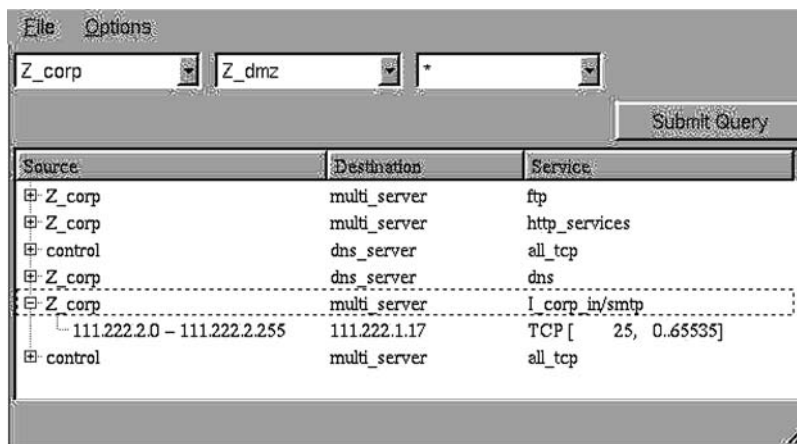 File Options
Z_corp Z_dmz *
Submit Query
Source Destination Service
Z_corp multi_server ftp
Z_corp multi_server http_services
control dns_server all_tcp
Z_corp dns_server dns
Z_corp multi_server I_corp_in/smtp
111.222.2.0 – 111.222.2.255 111.222.1.17 TCP [ 25, 0..65535]
control multi_server all_tcp